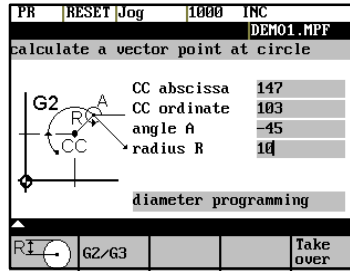 PR RESET Jog 1000 INC
DEMO1.MPF
calculate a vector point at circle
G2 R A
CC
CC abscissa 147
CC ordinate 103
angle A -45
radius R 10
diameter programming
R G2/G3 Take over